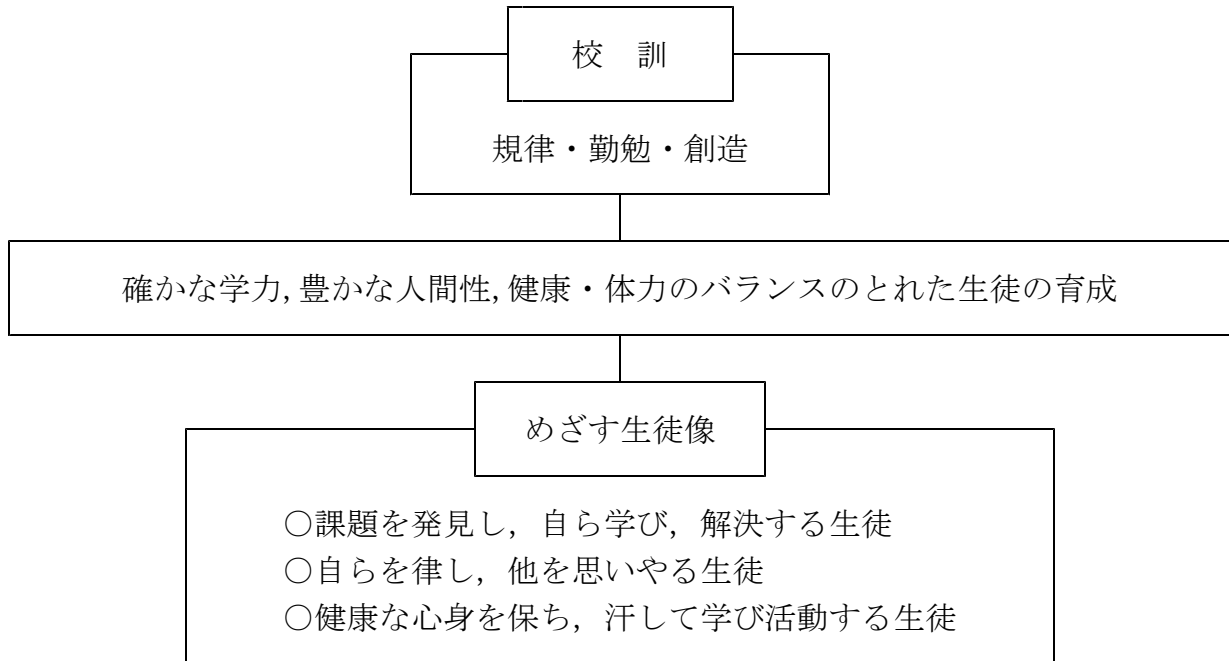 校　訓
規律・勤勉・創造
確かな学力,豊かな人間性,健康・体力のバランスのとれた生徒の育成
めざす生徒像
○課題を発見し，自ら学び，解決する生徒
○自らを律し，他を思いやる生徒
○健康な心身を保ち，汗して学び活動する生徒